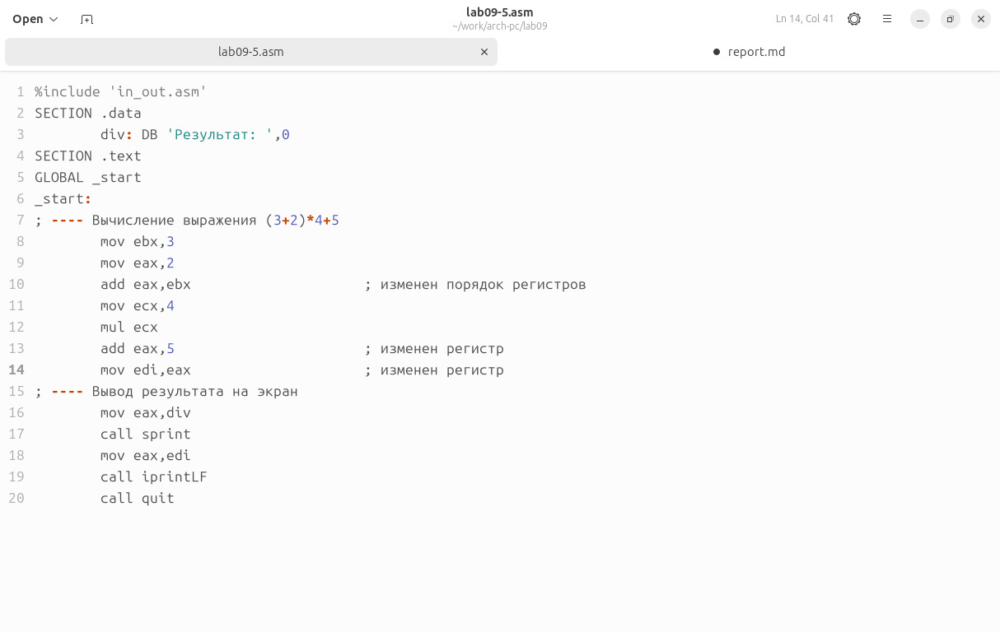 Open
lab09-5.asm
~/work/arch-pc/lab09
Ln 14, Col 41
lab09-5.asm
report.md
1 %include 'in_out.asm'
2 SECTION .data
3 div: DB 'Результат: ',0
4 SECTION .text
5 GLOBAL _start
6 _start:
7 ; ---- Вычисление выражения (3+2)*4+5
8 mov ebx,3
9 mov eax,2
10 add eax,ebx ; изменен порядок регистров
11 mov ecx,4
12 mul ecx
13 add eax,5 ; изменен регистр
14 mov edi,eax ; изменен регистр
15 ; ---- Вывод результата на экран
16 mov eax,div
17 call sprint
18 mov eax,edi
19 call iprintLF
20 call quit